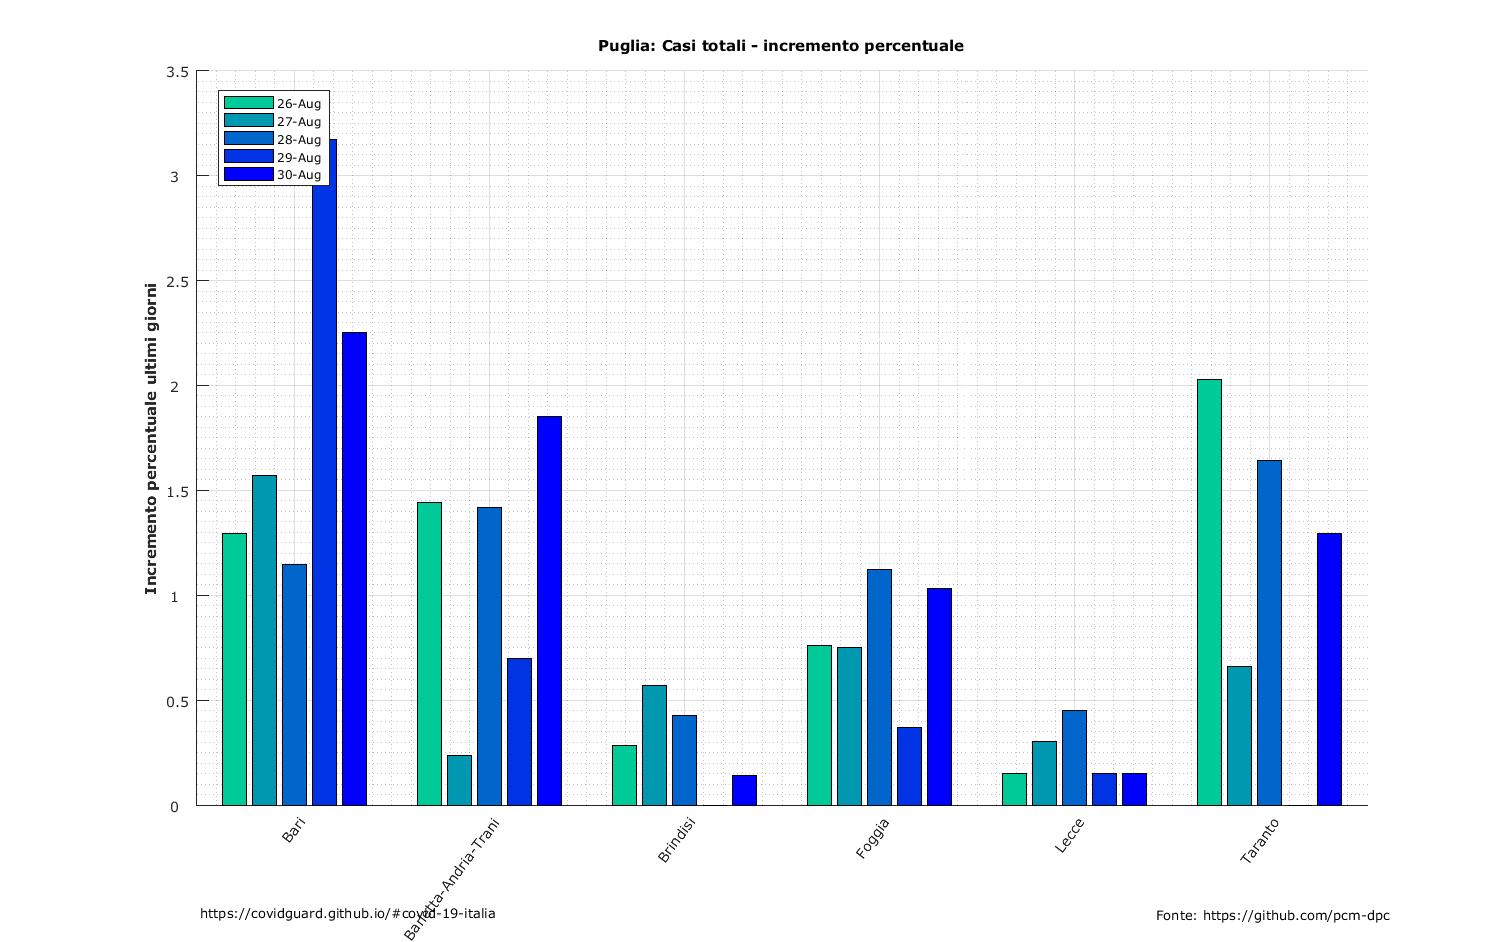 Puglia: Casi totali - incremento percentuale
3.5
3
2.5
2
1.5
1
0.5
0
Incremento percentuale ultimi giorni
26-Aug
27-Aug
28-Aug
29-Aug
30-Aug
Bari
Barletta-Andria-Trani
Brindisi
Foggia
Lecce
Taranto
https://covidguard.github.io/#covid-19-italia
Fonte: https://github.com/pcm-dpc